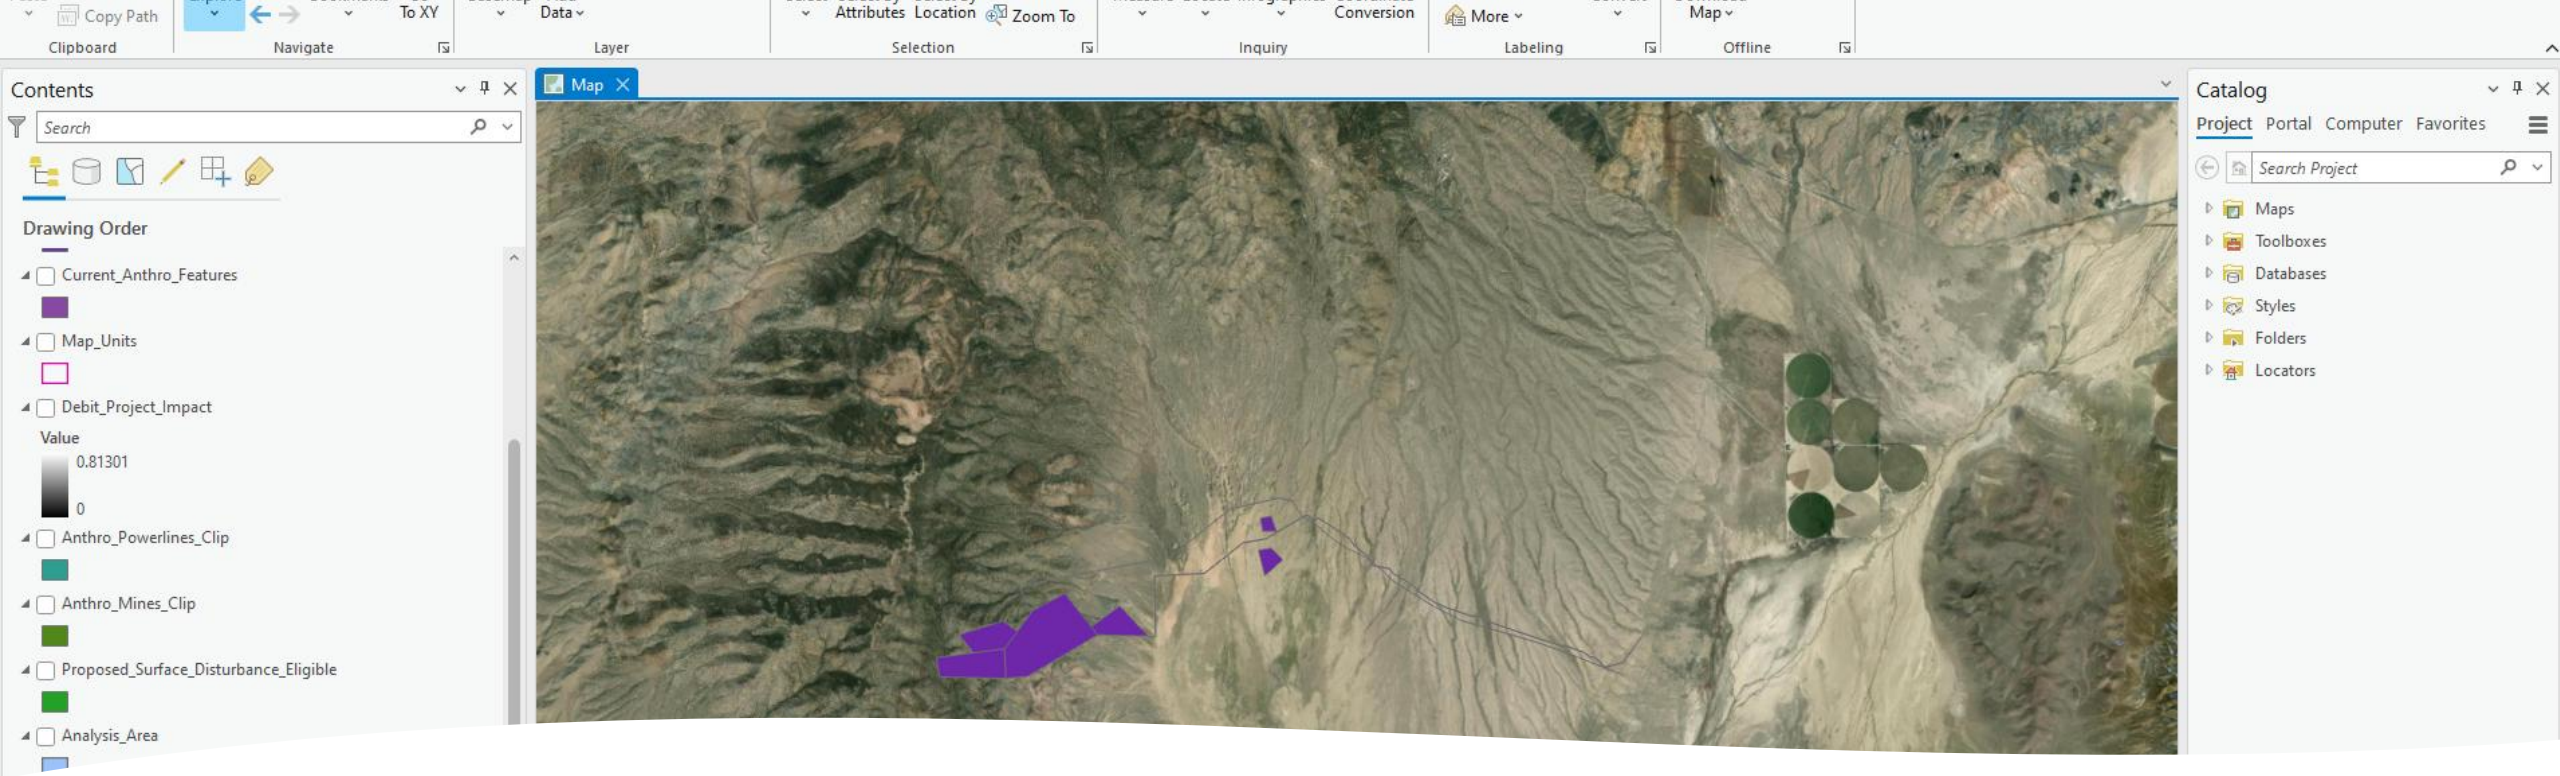 Copy Path
To XY
Data
Attributes Location
Zoom To
Conversion
More
Map
Clipboard
Navigate
Layer
Selection
Inquiry
Labeling
Offline
Contents
Search
Drawing Order
Current_Anthro_Features
Map_Units
Debit_Project_Impact
Value
0.81301
0
Anthro_Powerlines_Clip
Anthro_Mines_Clip
Proposed_Surface_Disturbance_Eligible
Analysis_Area
Map
Catalog
Project Portal Computer Favorites
Search Project
Maps
Toolboxes
Databases
Styles
Folders
Locators